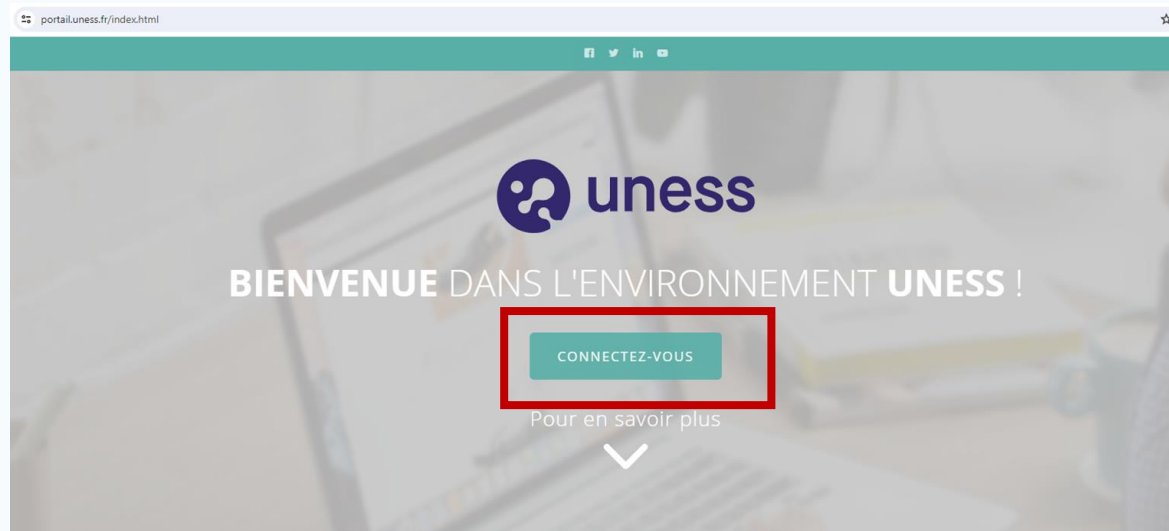 portail.uness.fr/index.html
uness
BIENVENUE DANS L'ENVIRONNEMENT UNESS !
CONNECTEZ-VOUS
Pour en savoir plus